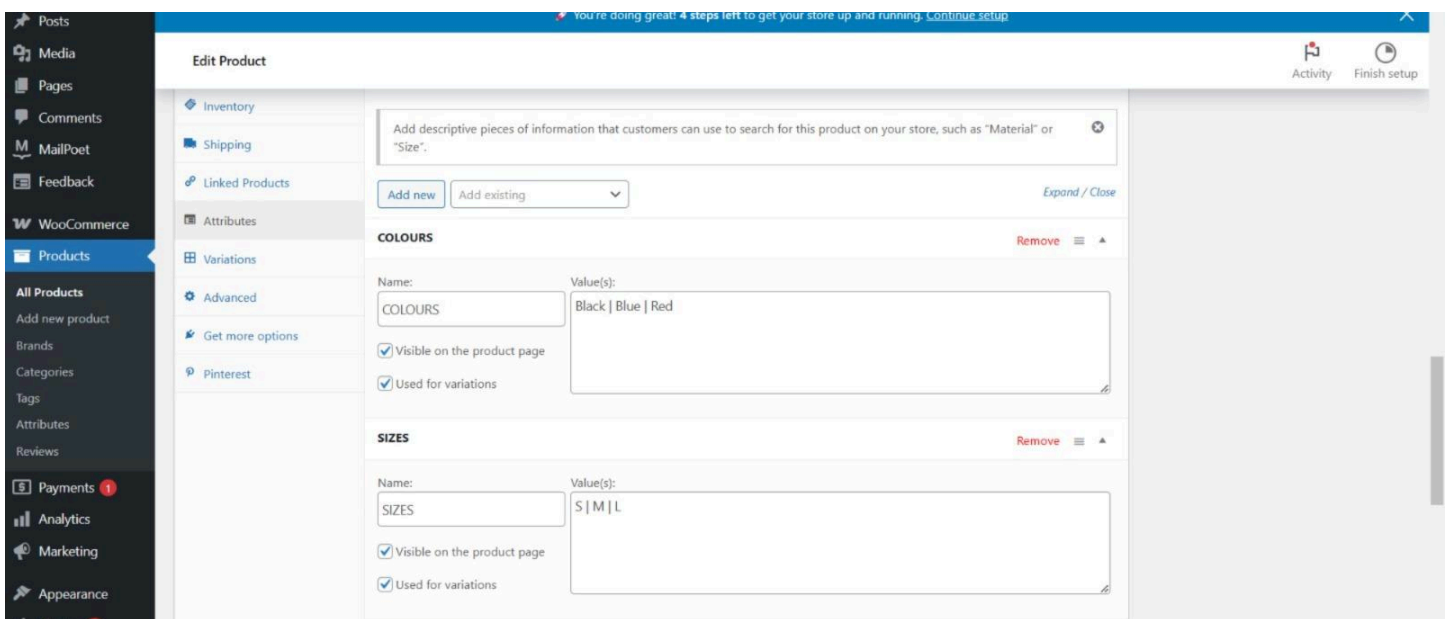 Posts
Media
Pages
Comments
MailPoet
Feedback
WooCommerce
Products
All Products
Add new product
Brands
Categories
Tags
Attributes
Reviews
Payments 1
Analytics
Marketing
Appearance
You're doing great! 4 steps left to get your store up and running. Continue setup
Edit Product
Activity
Finish setup
Inventory
Shipping
Linked Products
Attributes
Variations
Advanced
Get more options
Pinterest
Add descriptive pieces of information that customers can use to search for this product on your store, such as "Material" or
"Size".
Add new
Add existing
Expand / Close
COLOURS
Remove
Name:
Value(s):
COLOURS
Black | Blue | Red
Visible on the product page
Used for variations
SIZES
Remove
Name:
Value(s):
SIZES
S | M | L
Visible on the product page
Used for variations